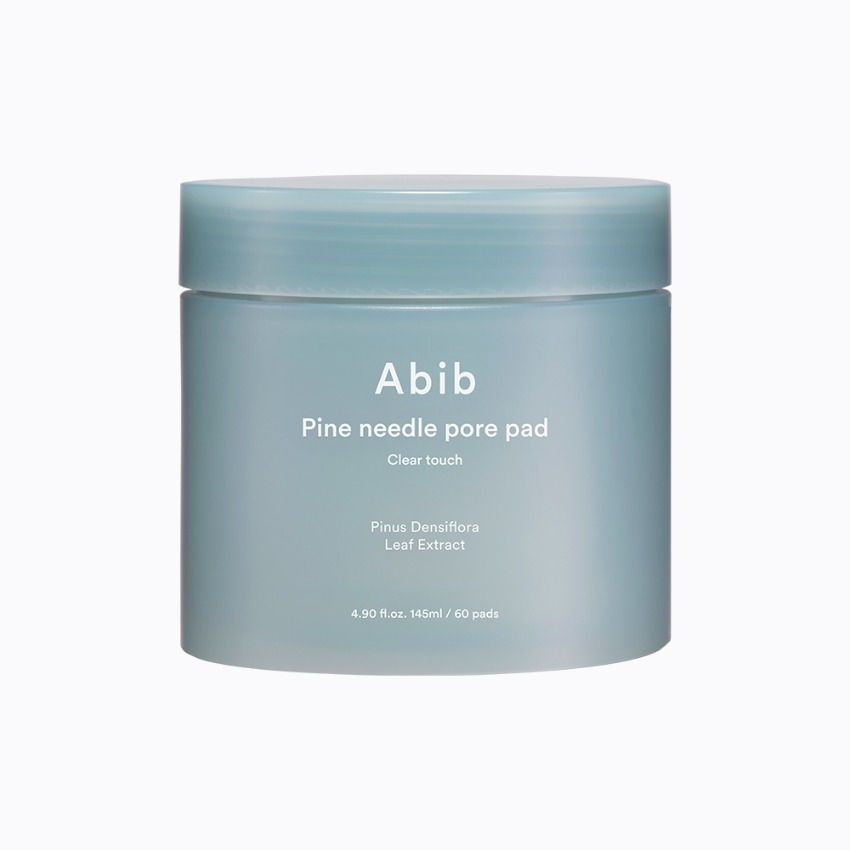 Abib
Pine needle pore pad
Clear touch
Pinus Densiflora
Leaf Extract
4.90 fl.oz. 145ml / 60 pads